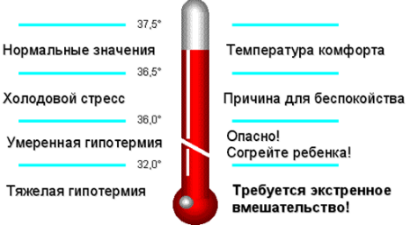 37,5°
Нормальные значения
Температура комфорта
36,5°
Холодовой стресс
Причина для беспокойства
36,0°
Умеренная гипотермия
Опасно!
Согрейте ребенка!
32,0°
Тяжелая гипотермия
Требуется экстренное
вмешательство!